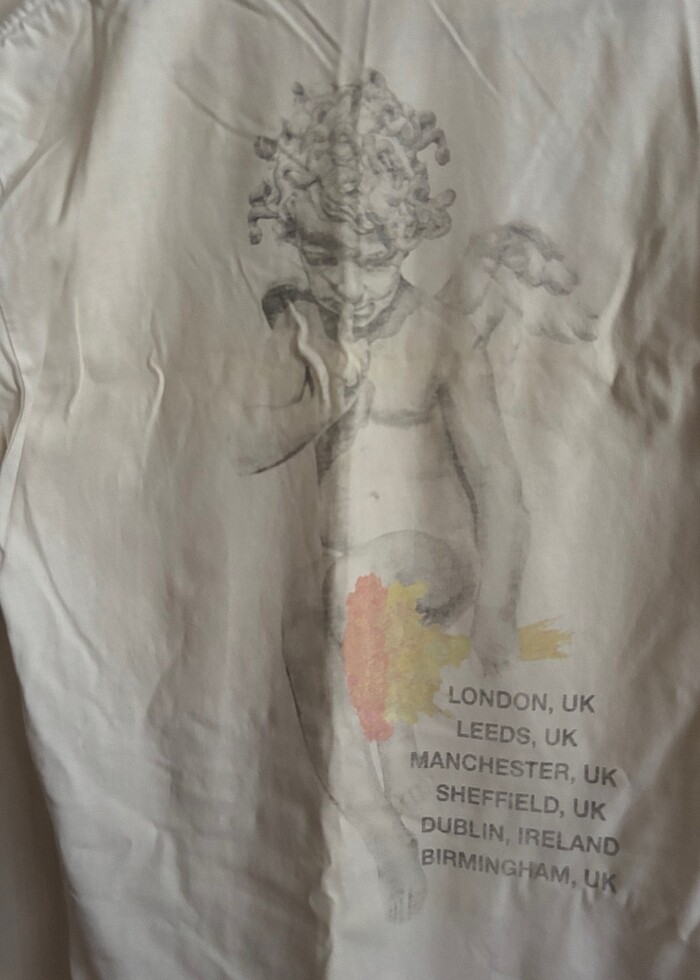 LONDON, UK
LEEDS, UK
MANCHESTER, UK
SHEFFIELD, UK
DUBLIN, IRELAND
BIRMINGHAM, UK